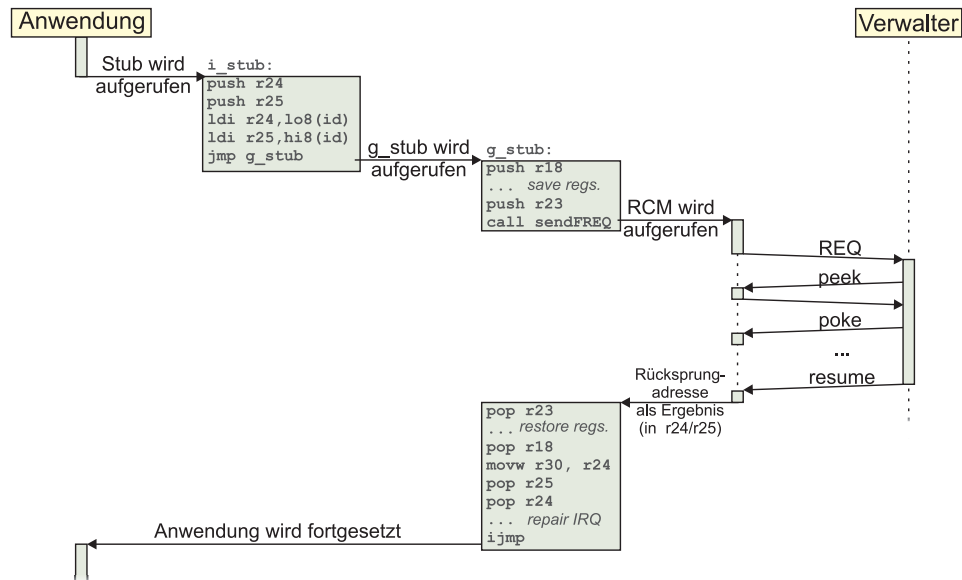 Anwendung
Verwalter
Stub wird
aufgerufen
i_stub:
push r24
push r25
ldi r24,lo8(id)
ldi r25,hi8(id)
jmp g_stub
g_stub wird
aufgerufen
g_stub:
push r18
... save regs.
push r23
call sendFREQ
RCM wird
aufgerufen
REQ
peek
poke
...
resume
Rücksprung-
adresse
als Ergebnis
(in r24/r25)
pop r23
... restore regs.
pop r18
movw r30, r24
pop r25
pop r24
... repair IRQ
ijmp
Anwendung wird fortgesetzt